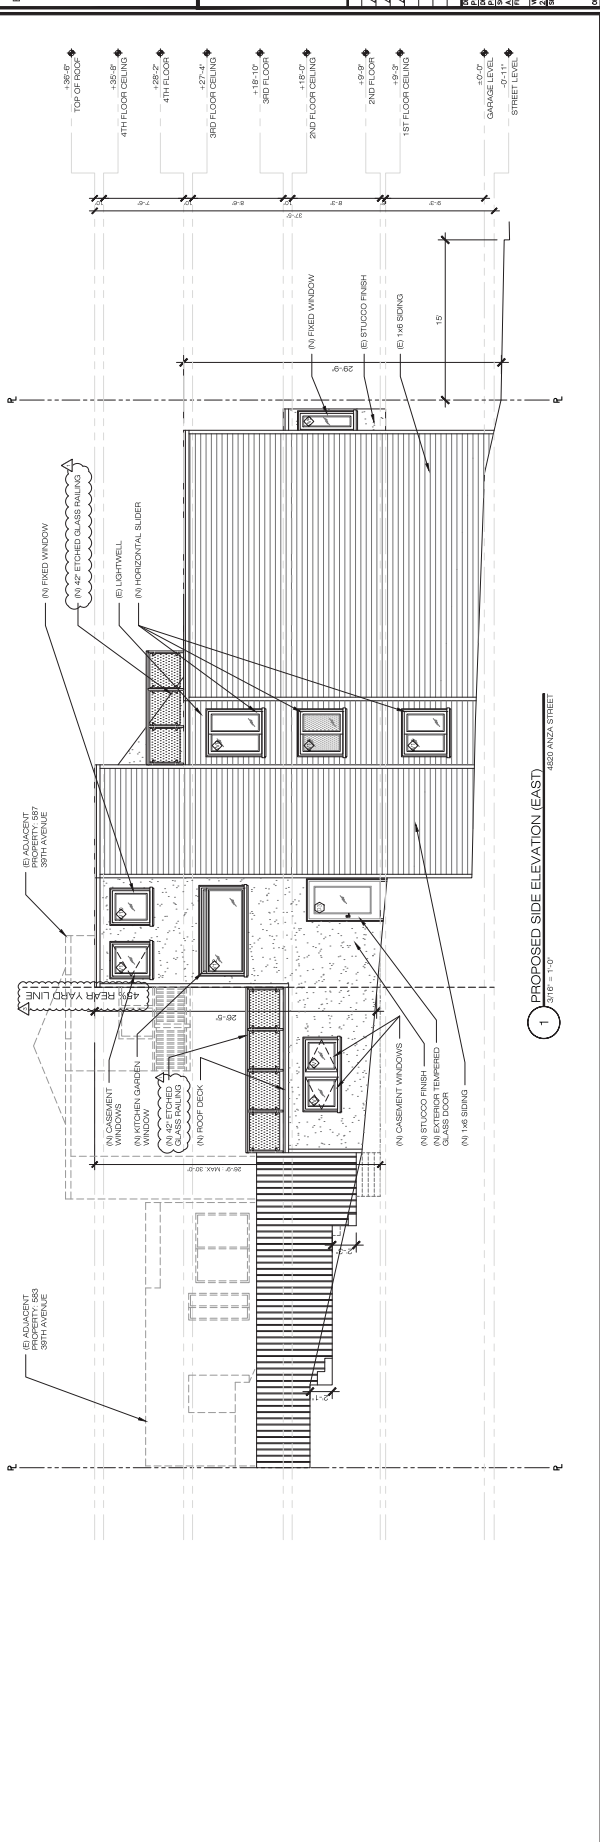 +36'-6"
TOP OF ROOF
+35'-8"
4TH FLOOR CEILING
+28'-2"
4TH FLOOR
+27'-4"
3RD FLOOR CEILING
+18'-10"
3RD FLOOR
+18'-0"
2ND FLOOR CEILING
+9'-9"
2ND FLOOR
+9'-3"
1ST FLOOR CEILING
±0'-0"
GARAGE LEVEL
-0'-11"
STREET LEVEL
7'-6"
8'-6"
8'-3"
9'-3"
37'-5"
15'
29'-9"
(N) FIXED WINDOW
(E) STUCCO FINISH
(E) 1x6 SIDING
(N) FIXED WINDOW
(N) 42" ETCHED GLASS RAILING
(E) LIGHTWELL
(N) HORIZONTAL SLIDER
(E) ADJACENT
PROPERTY: 587
39TH AVENUE
45% REAR YARD LINE
26'-5"
(N) CASEMENT
WINDOWS
(N) KITCHEN GARDEN
WINDOW
(N) 42" ETCHED
GLASS RAILING
(N) ROOF DECK
26'-9" : MAX. 30'-0"
(N) CASEMENT WINDOWS
(N) STUCCO FINISH
(N) EXTERIOR TEMPERED
GLASS DOOR
(N) 1x6 SIDING
(E) ADJACENT
PROPERTY: 583
39TH AVENUE
2'-1"
1
PROPOSED SIDE ELEVATION (EAST)
3/16" = 1'-0"
4820 ANZA STREET